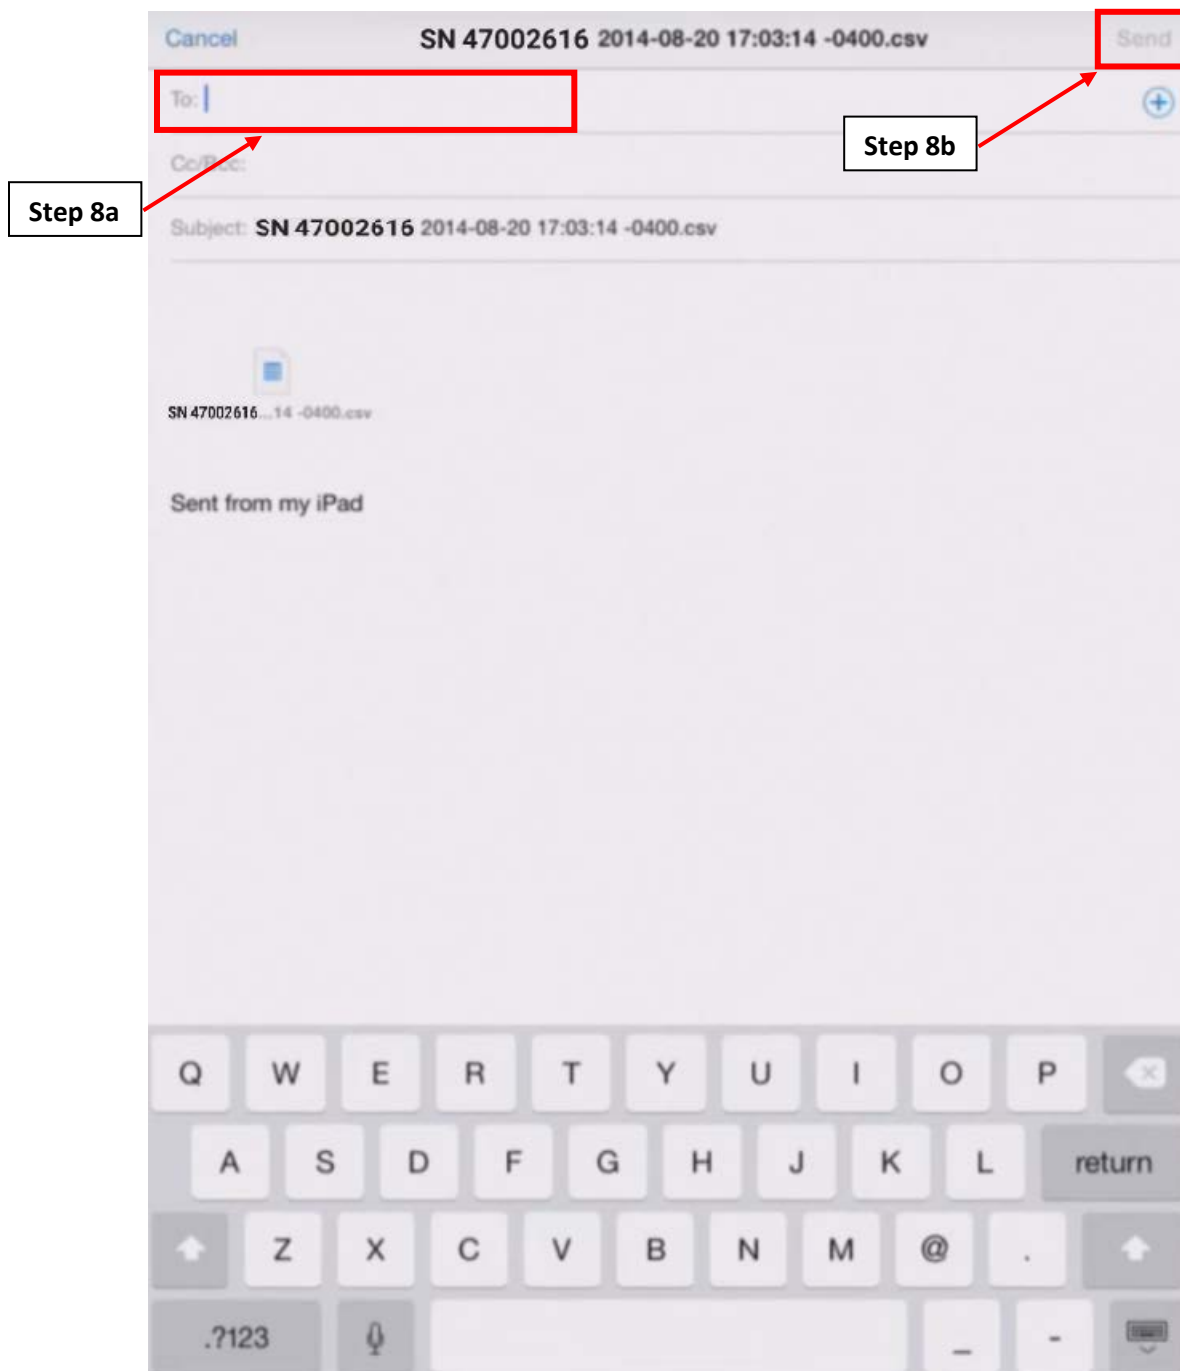 Cancel SN 47002616 2014-08-20 17:03:14 -0400.csv Send
To:
Step 8b
Cc/Bcc:
Step 8a
Subject: SN 47002616 2014-08-20 17:03:14 -0400.csv
SN 47002616...14 -0400.csv
Sent from my iPad
Q W E R T Y U I O P
A S D F G H J K L return
Z X C V B N M @ .
.?123 _ -